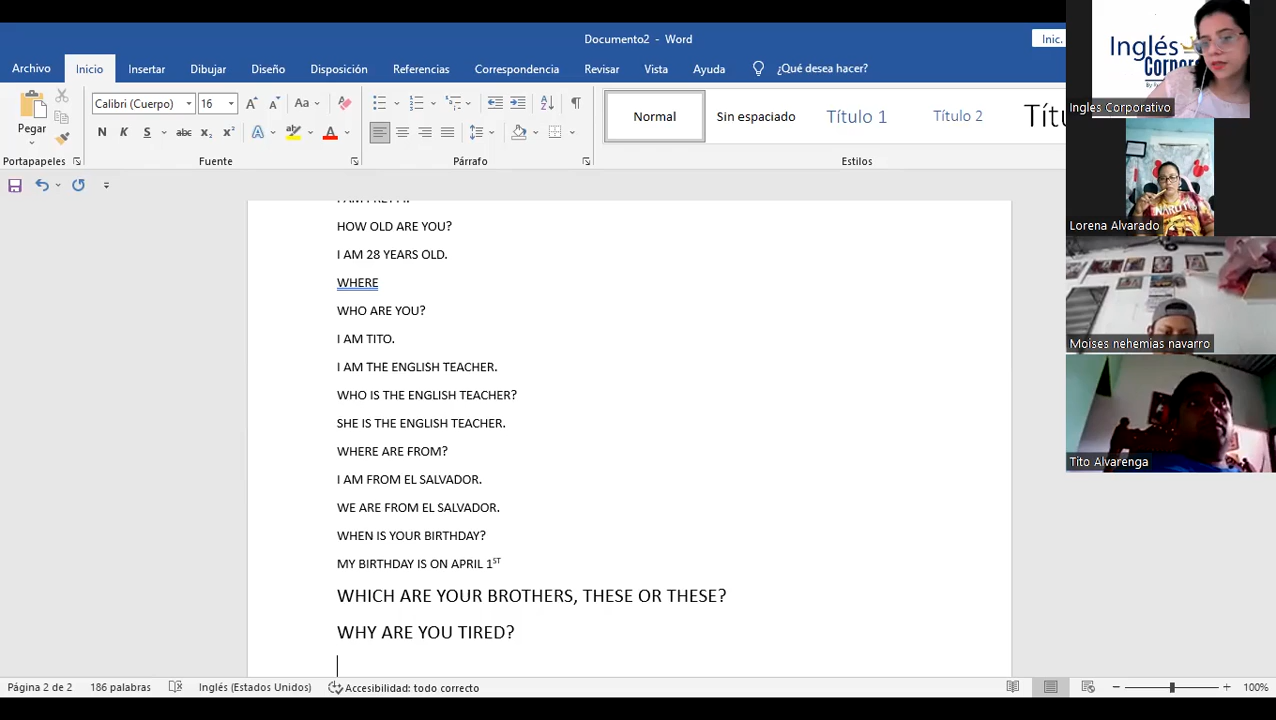 Documento2 - Word
Inic.
Archivo
Inicio
Insertar
Dibujar
Diseño
Disposición
Referencias
Correspondencia
Revisar
Vista
Ayuda
¿Qué desea hacer?
Pegar
Calibri (Cuerpo)
16
Normal
Sin espaciado
Título 1
Título 2
Portapapeles
Fuente
Párrafo
Estilos
HOW OLD ARE YOU?
I AM 28 YEARS OLD.
WHERE
WHO ARE YOU?
I AM TITO.
I AM THE ENGLISH TEACHER.
WHO IS THE ENGLISH TEACHER?
SHE IS THE ENGLISH TEACHER.
WHERE ARE FROM?
I AM FROM EL SALVADOR.
WE ARE FROM EL SALVADOR.
WHEN IS YOUR BIRTHDAY?
MY BIRTHDAY IS ON APRIL 1ST
WHICH ARE YOUR BROTHERS, THESE OR THESE?
WHY ARE YOU TIRED?
Página 2 de 2
186 palabras
Inglés (Estados Unidos)
Accesibilidad: todo correcto
100%
Inglés
Ingles Corporativo
Lorena Alvarado
Moises nehemias navarro
Tito Alvarenga